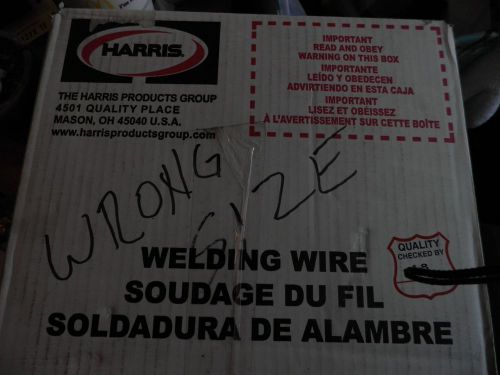 HARRIS.
THE HARRIS PRODUCTS GROUP
4501 QUALITY PLACE
MASON, OH 45040 U.S.A.
www.harrisproductsgroup.com
IMPORTANT
READ AND OBEY
WARNING ON THIS BOX
IMPORTANTE
LEÍDO Y OBEDECEN
ADVIRTIENDO EN ESTA CAJA
IMPORTANT
LISEZ ET OBÉISSEZ
À L'AVERTISSEMENT SUR CETTE BOÎTE
WRONG
SIZE
QUALITY
CHECKED BY
WELDING WIRE
SOUDAGE DU FIL
SOLDADURA DE ALAMBRE